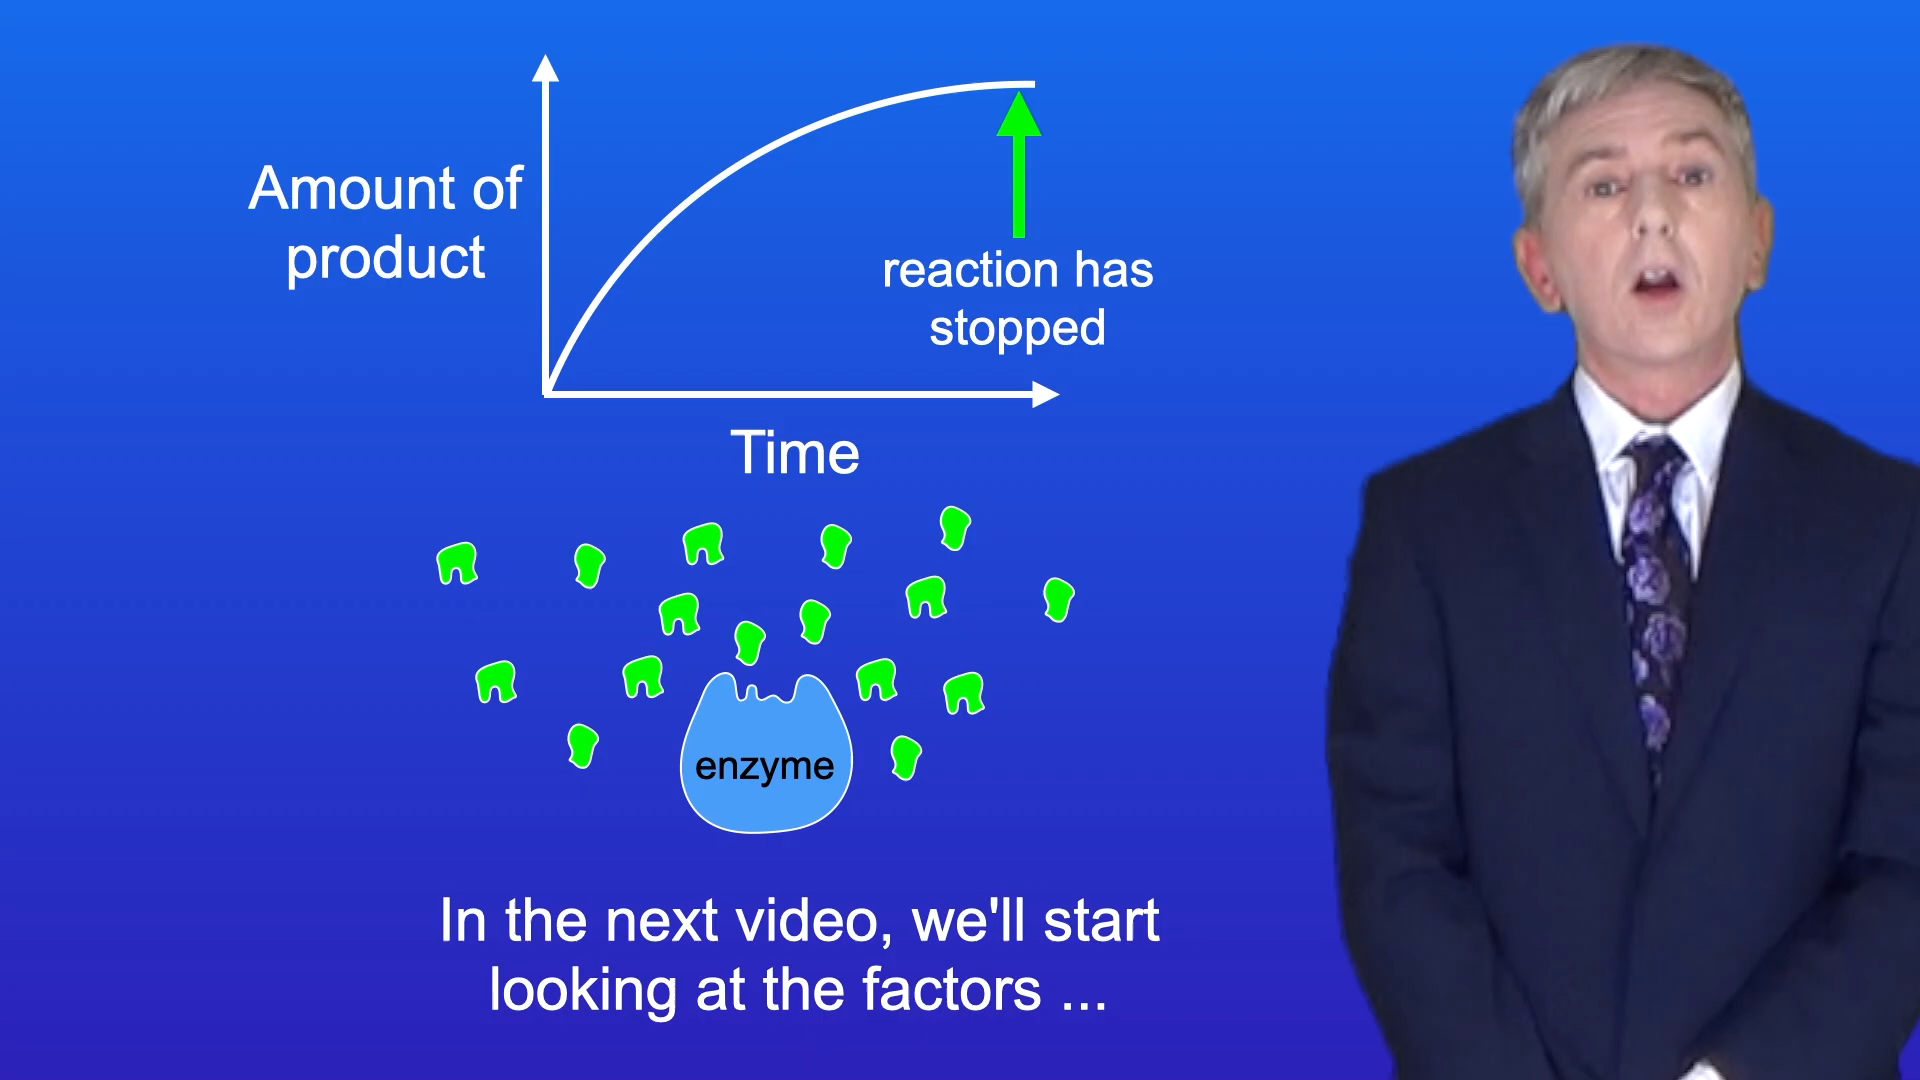 Amount of
product
reaction has
stopped
Time
enzyme
In the next video, we'll start
looking at the factors ...